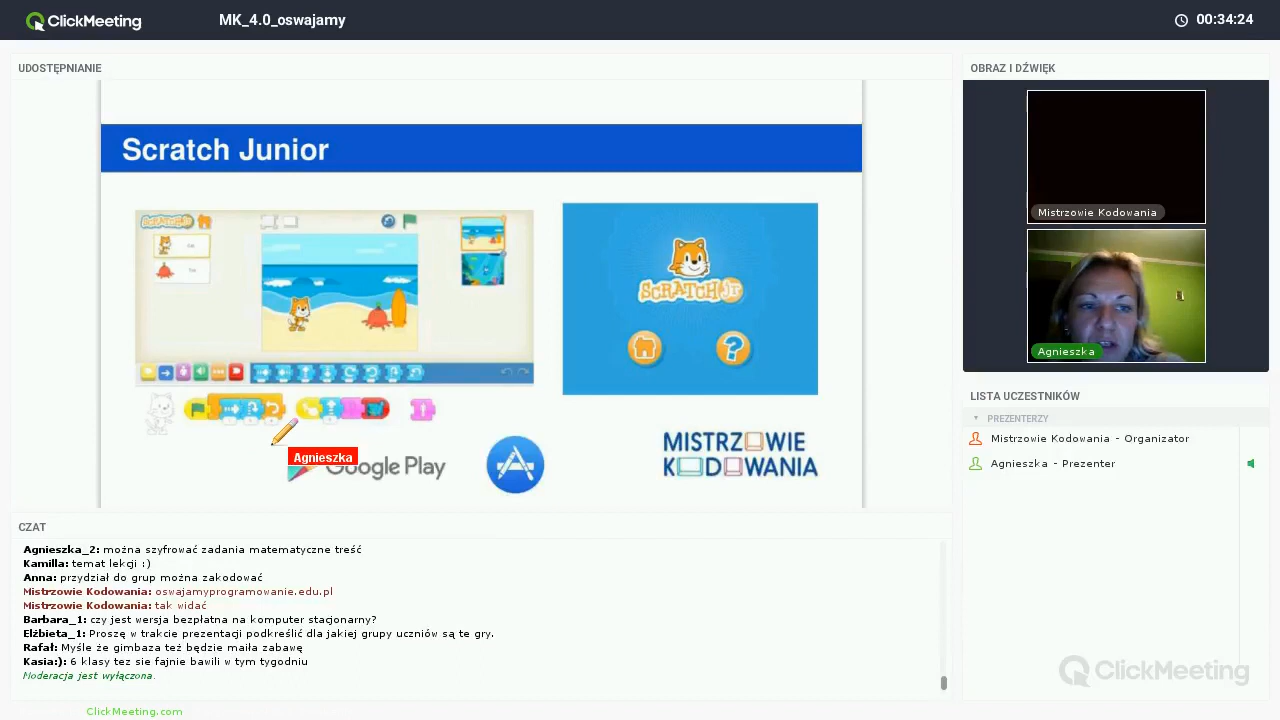 ClickMeeting
MK_4.0_oswajamy
00:34:24
UDOSTĘPNIANIE
OBRAZ I DŹWIĘK
Scratch Junior
SCRATCHJR
SCRATCH JR
Mistrzowie Kodowania
Agnieszka
Agnieszka
Google Play
MISTRZOWIE
KODOWANIA
LISTA UCZESTNIKÓW
PREZENTERZY
Mistrzowie Kodowania - Organizator
Agnieszka - Prezenter
CZAT
Agnieszka_2: można szyfrować zadania matematyczne treść
Kamilla: temat lekcji :)
Anna: przydział do grup można zakodować
Mistrzowie Kodowania: oswajamyprogramowanie.edu.pl
Mistrzowie Kodowania: tak widać
Barbara_1: czy jest wersja bezpłatna na komputer stacjonarny?
Elżbieta_1: Proszę w trakcie prezentacji podkreślić dla jakiej grupy uczniów są te gry.
Rafał: Myśle że gimbaza też będzie maiła zabawę
Kasia:): 6 klasy tez sie fajnie bawili w tym tygodniu
Moderacja jest wyłączona.
ClickMeeting
ClickMeeting.com